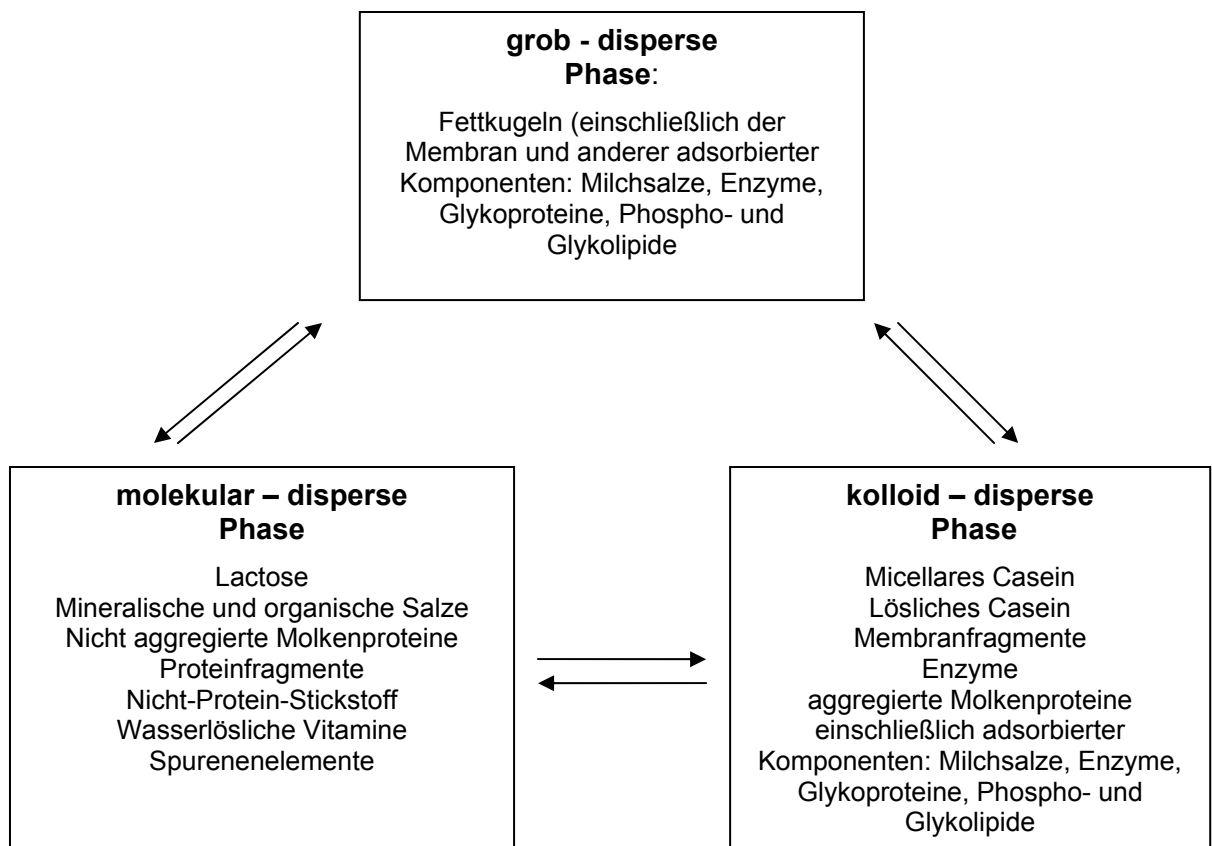 grob - disperse
Phase:
Fettkugeln (einschließlich der
Membran und anderer adsorbierter
Komponenten: Milchsalze, Enzyme,
Glykoproteine, Phospho- und
Glykolipide
molekular – disperse
Phase
Lactose
Mineralische und organische Salze
Nicht aggregierte Molkenproteine
Proteinfragmente
Nicht-Protein-Stickstoff
Wasserlösliche Vitamine
Spurenenelemente
kolloid – disperse
Phase
Micellares Casein
Lösliches Casein
Membranfragmente
Enzyme
aggregierte Molkenproteine
einschließlich adsorbierter
Komponenten: Milchsalze, Enzyme,
Glykoproteine, Phospho- und
Glykolipide